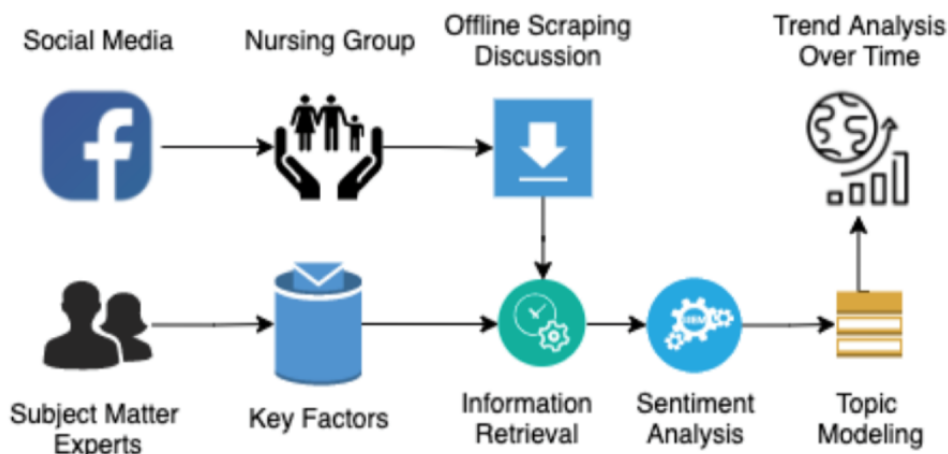 Social Media
Nursing Group
Offline Scraping
Discussion
Trend Analysis
Over Time
Subject Matter
Experts
Key Factors
Information
Retrieval
Sentiment
Analysis
Topic
Modeling